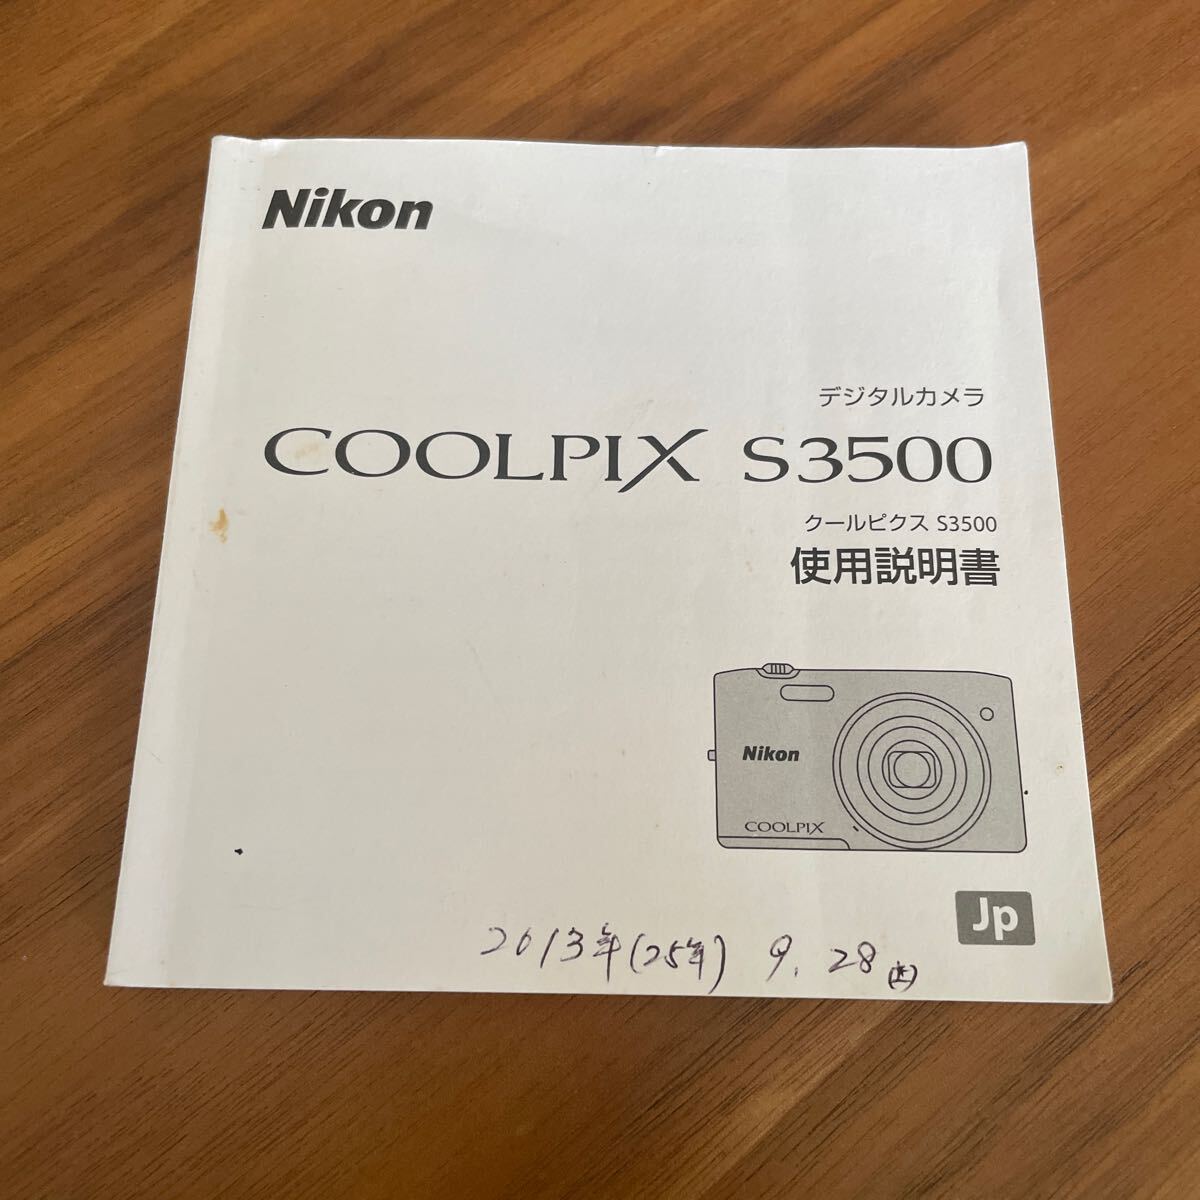 Nikon
デジタルカメラ
COOLPIX S3500
クールピクス S3500
使用説明書
Nikon
COOLPIX
Jp
2013年(25年) 9. 28 (土)